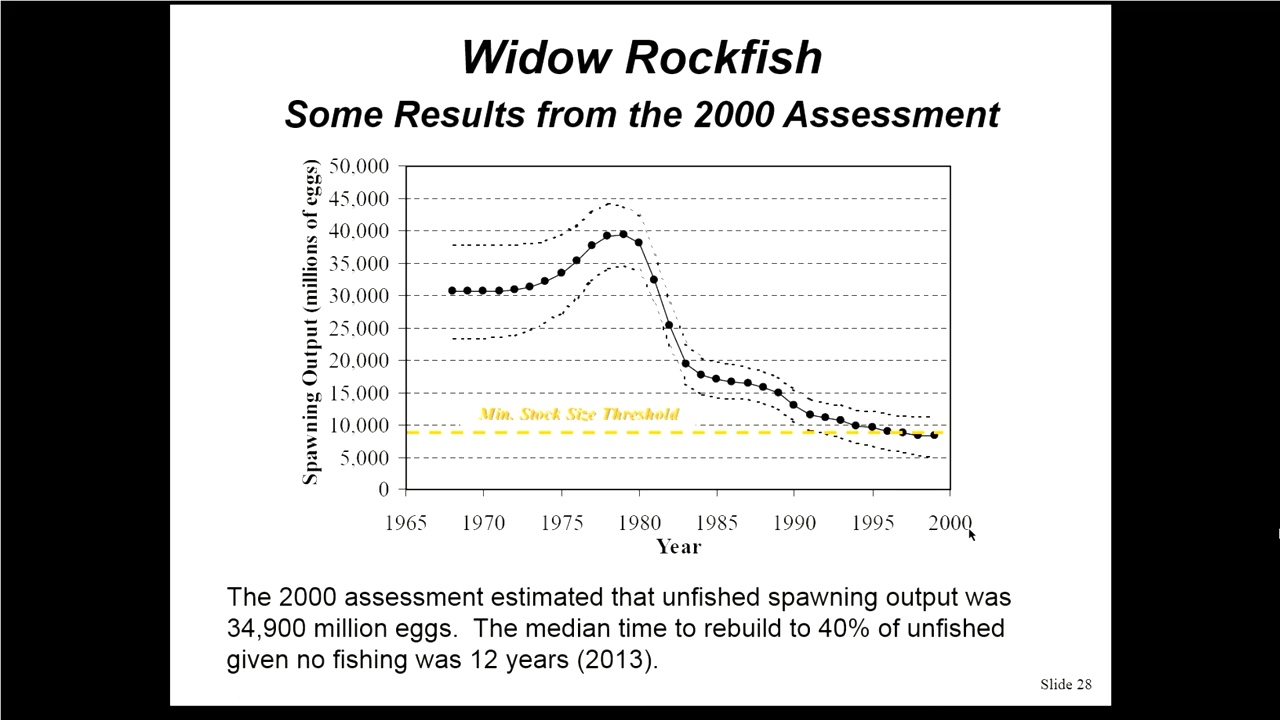 Widow Rockfish
Some Results from the 2000 Assessment
Spawning Output (millions of eggs)
50,000
45,000
40,000
35,000
30,000
25,000
20,000
15,000
10,000
5,000
0
Min. Stock Size Threshold
1965 1970 1975 1980 1985 1990 1995 2000
Year
The 2000 assessment estimated that unfished spawning output was
34,900 million eggs.  The median time to rebuild to 40% of unfished
given no fishing was 12 years (2013).
Slide 28